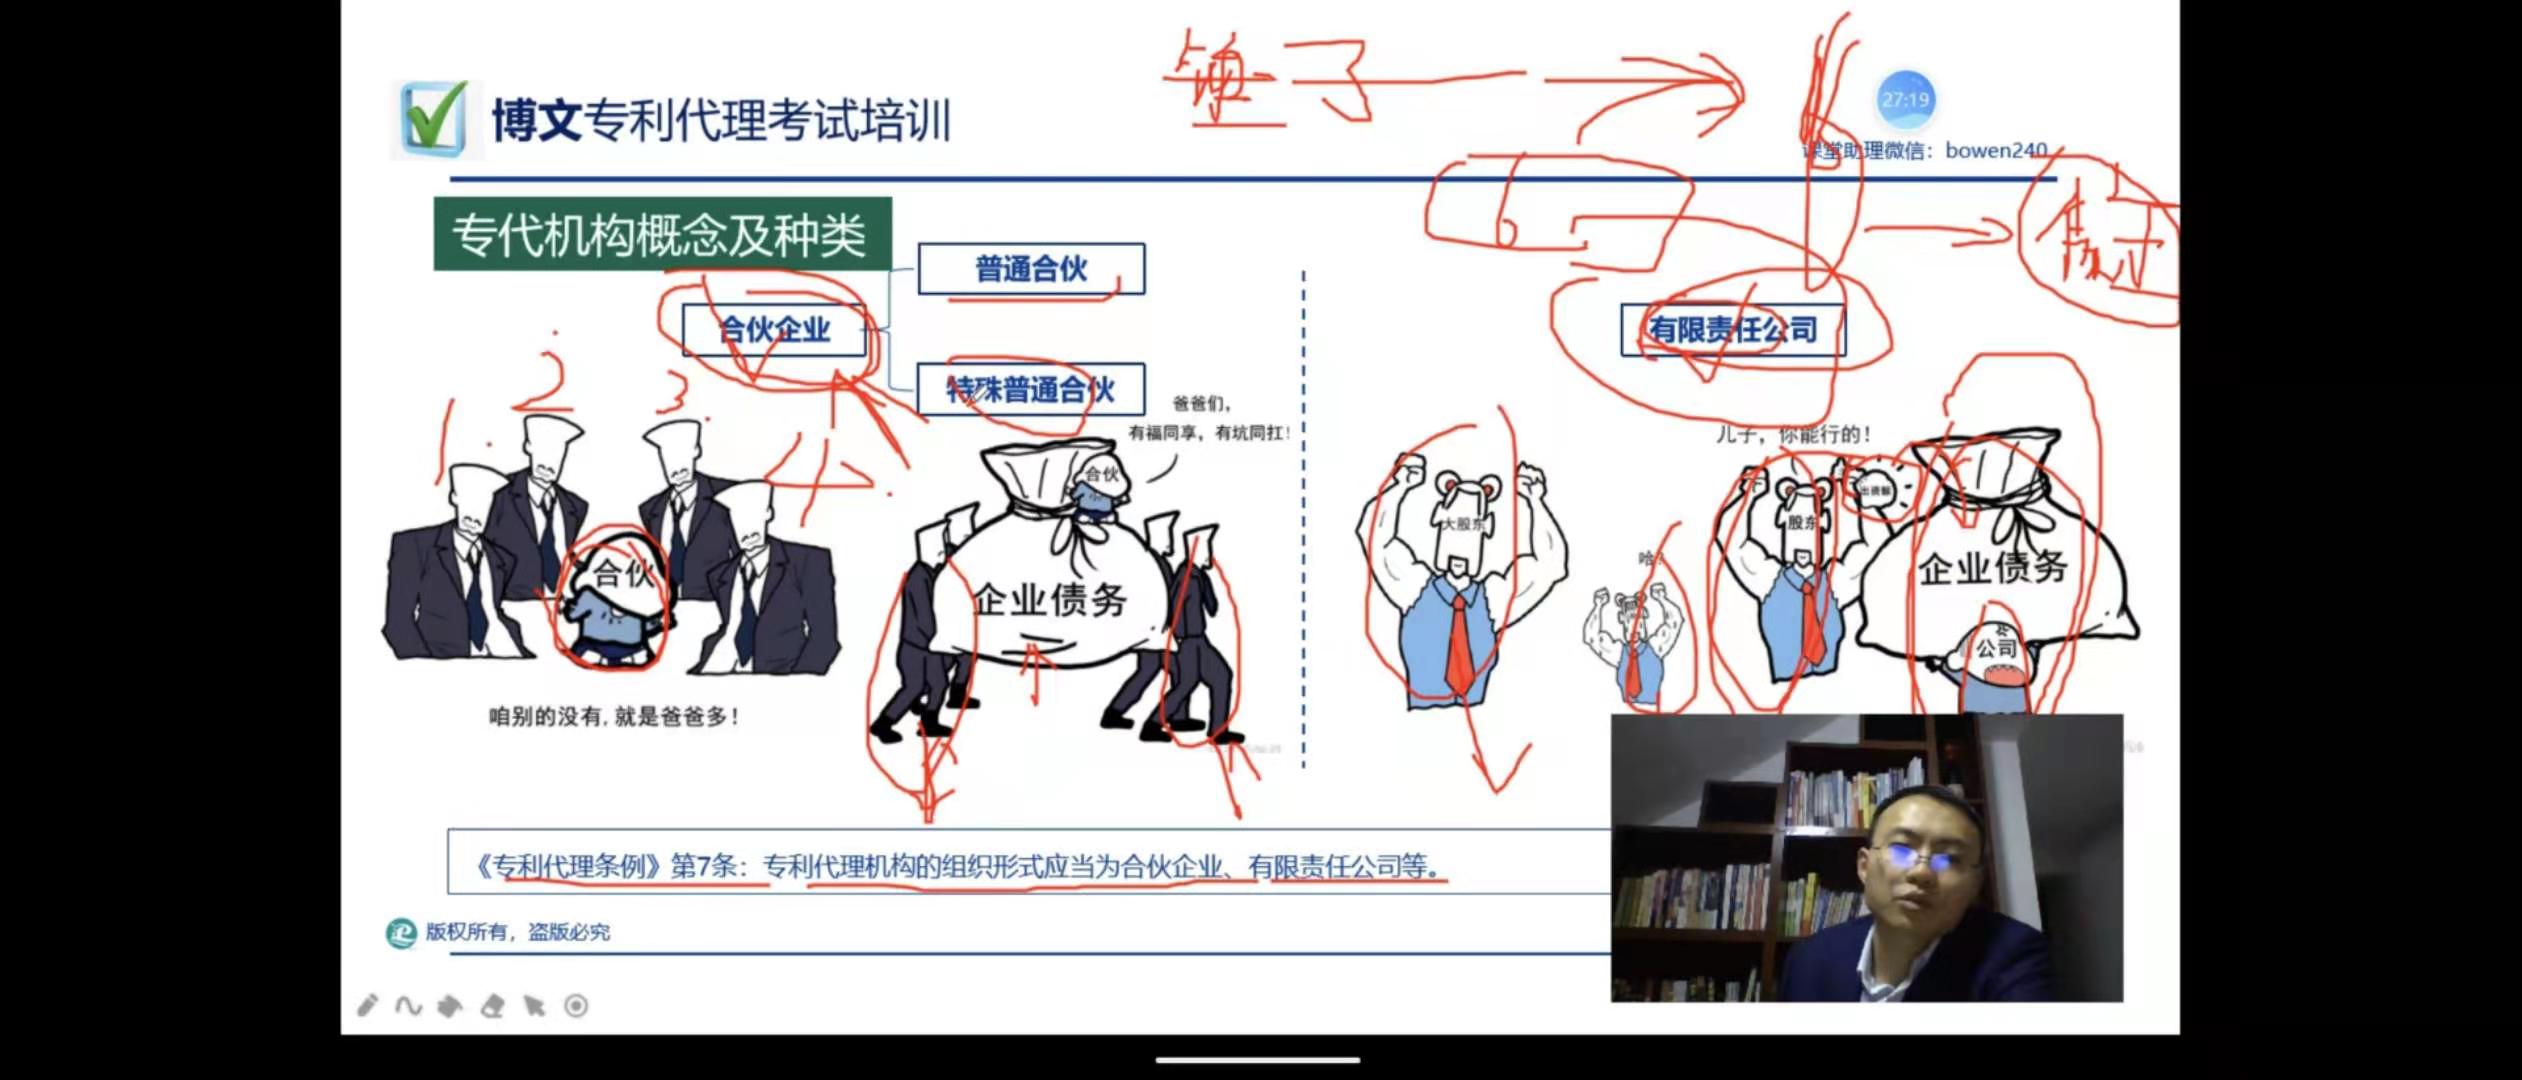 锤子
博文专利代理考试培训
27:19
课堂助理微信：bowen240
专代机构概念及种类
普通合伙
合伙企业
特殊普通合伙
有限责任公司
6
1
2
3
4
爸爸们，
有福同享，有坑同扛！
儿子，你能行的！
合伙
大股东
股东
出资额
哈？
合伙
企业债务
企业债务
公司
咱别的没有，就是爸爸多！
《专利代理条例》第7条：专利代理机构的组织形式应当为合伙企业、有限责任公司等。
版权所有，盗版必究